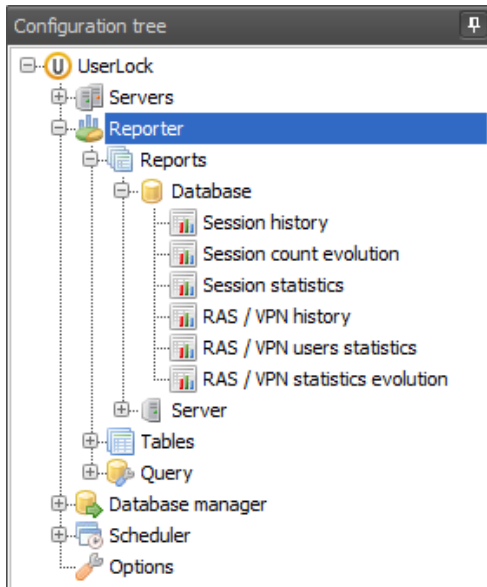 Configuration tree
UserLock
Servers
Reporter
Reports
Database
Session history
Session count evolution
Session statistics
RAS / VPN history
RAS / VPN users statistics
RAS / VPN statistics evolution
Server
Tables
Query
Database manager
Scheduler
Options